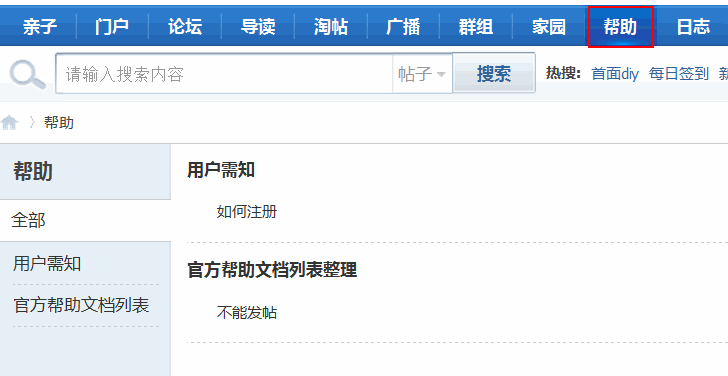 亲子 门户 论坛 导读 淘帖 广播 群组 家园 帮助 日志
请输入搜索内容 帖子 搜索 热搜: 首面diy 每日签到
帮助
帮助
全部
用户需知
官方帮助文档列表
用户需知
如何注册
官方帮助文档列表整理
不能发帖